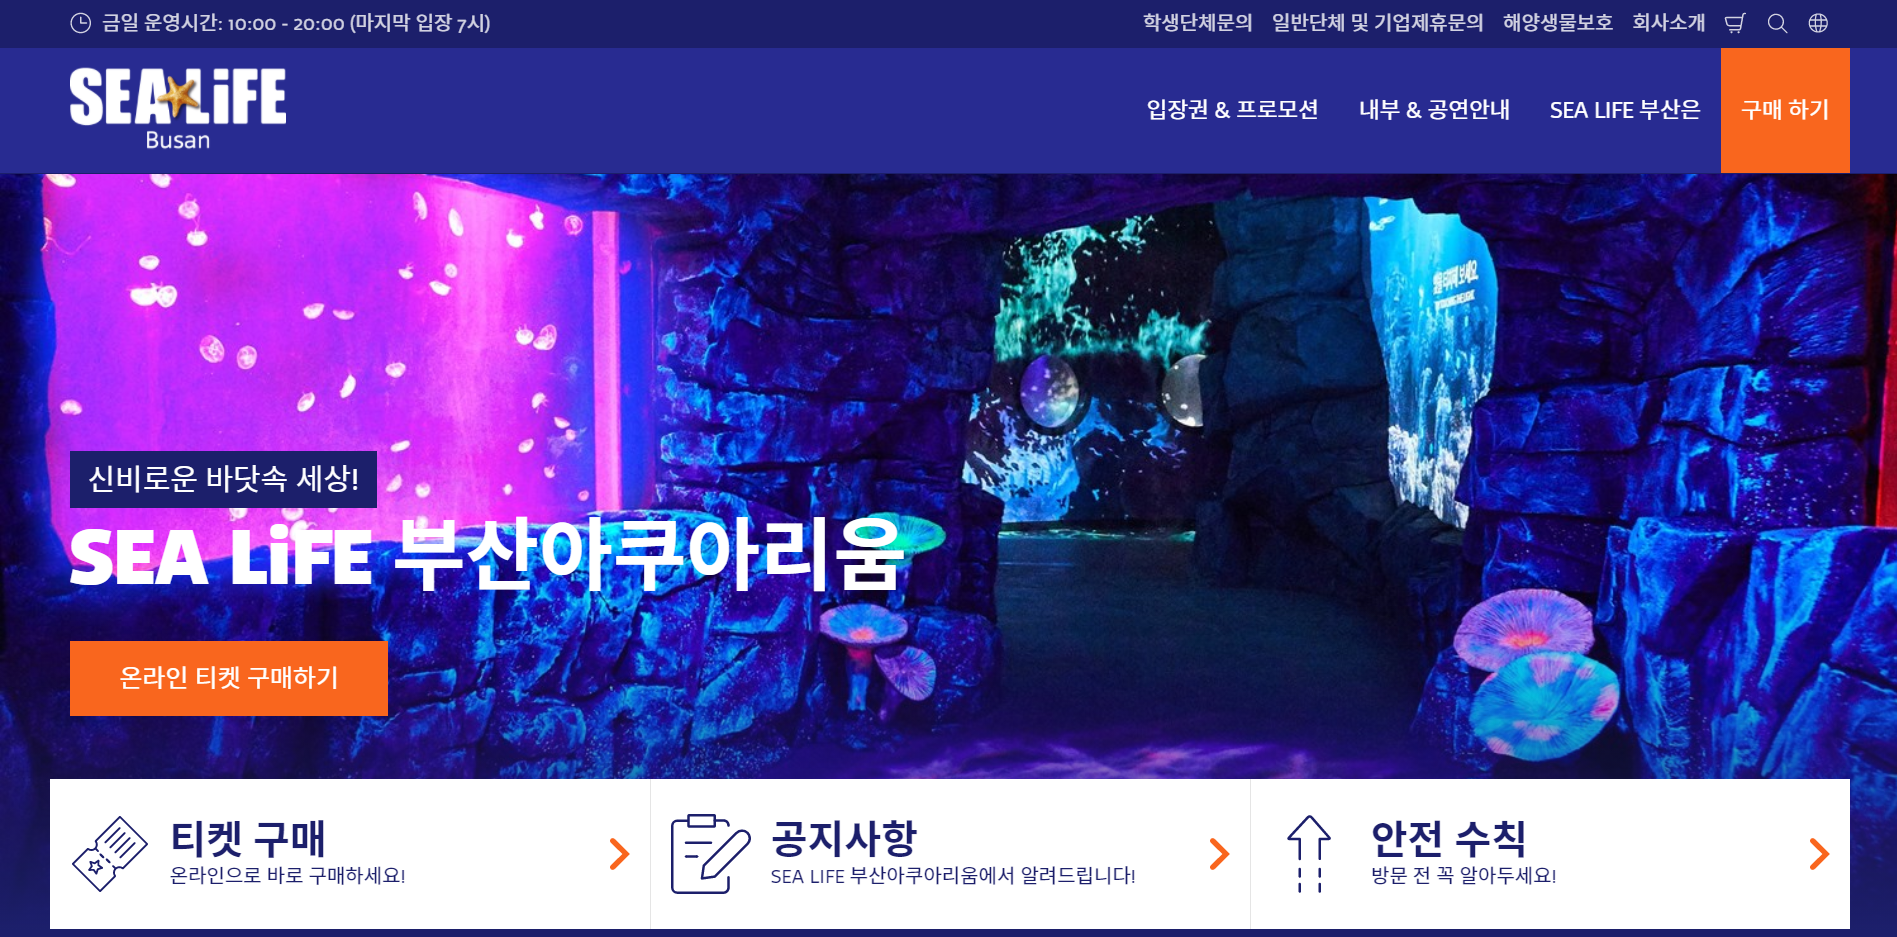 금일 운영시간: 10:00 - 20:00 (마지막 입장 7시)
학생단체문의 일반단체 및 기업제휴문의 해양생물보호 회사소개
SEA LiFE
Busan
입장권 & 프로모션 내부 & 공연안내 SEA LIFE 부산은 구매 하기
신비로운 바닷속 세상!
SEA LiFE 부산아쿠아리움
온라인 티켓 구매하기
티켓 구매
온라인으로 바로 구매하세요!
공지사항
SEA LIFE 부산아쿠아리움에서 알려드립니다!
안전 수칙
방문 전 꼭 알아두세요!